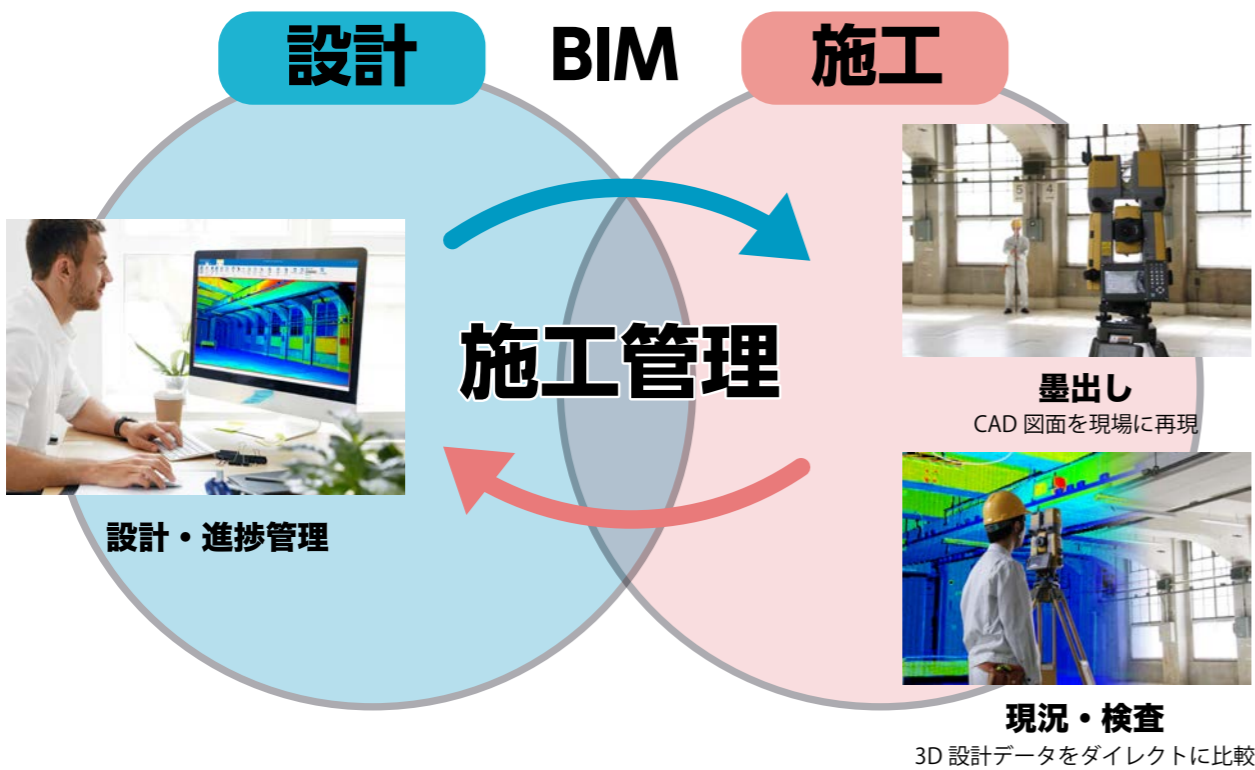 設計
BIM
施工
5
4
施工管理
設計・進捗管理
墨出し
CAD 図面を現場に再現
現況・検査
3D 設計データをダイレクトに比較